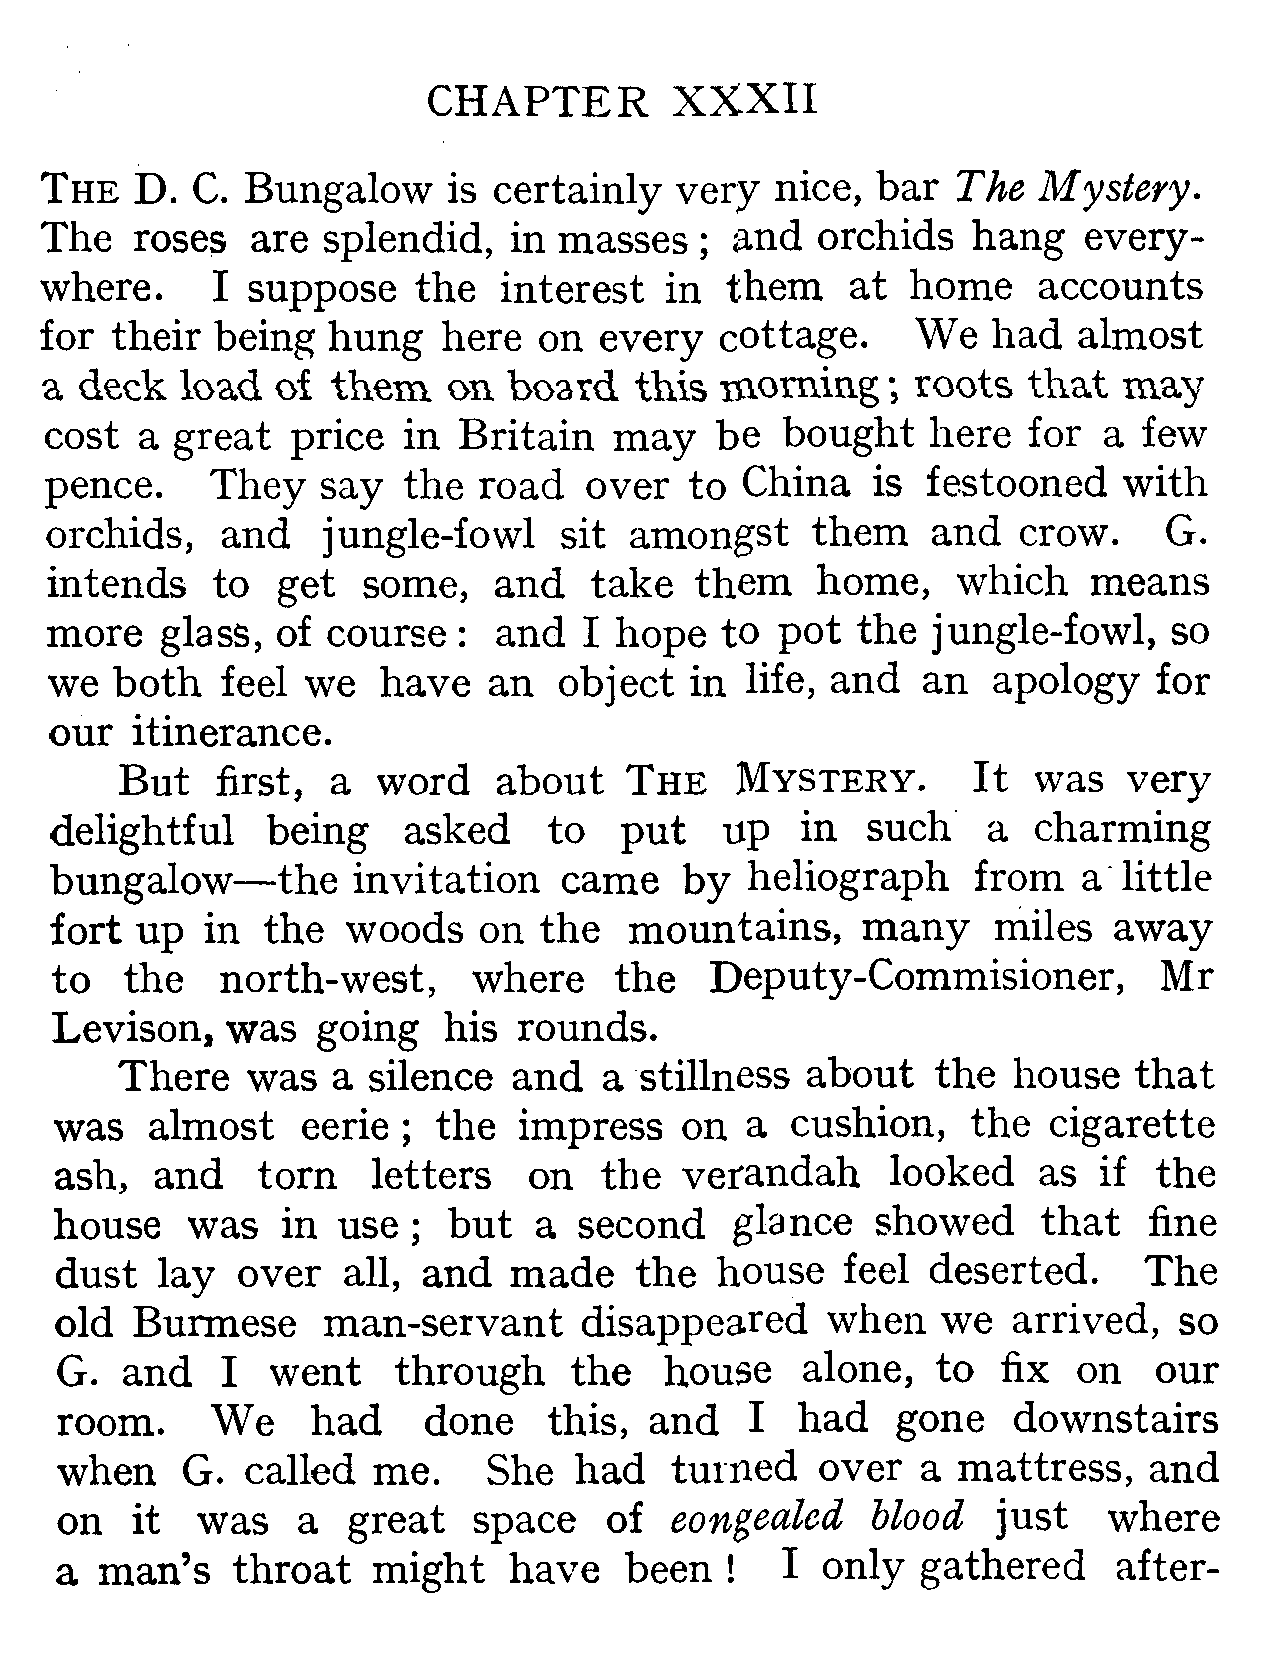 CHAPTER XXXII
THE D. C. Bungalow is certainly very nice, bar The Mystery.
The roses are splendid, in masses ; and orchids hang every-
where. I suppose the interest in them at home accounts
for their being hung here on every cottage. We had almost
a deck load of them on board this morning ; roots that may
cost a great price in Britain may be bought here for a few
pence. They say the road over to China is festooned with
orchids, and jungle-fowl sit amongst them and crow. G.
intends to get some, and take them home, which means
more glass, of course : and I hope to pot the jungle-fowl, so
we both feel we have an object in life, and an apology for
our itinerance.
But first, a word about THE MYSTERY. It was very
delightful being asked to put up in such a charming
bungalow—the invitation came by heliograph from a little
fort up in the woods on the mountains, many miles away
to the north-west, where the Deputy-Commisioner, Mr
Levison, was going his rounds.
There was a silence and a stillness about the house that
was almost eerie ; the impress on a cushion, the cigarette
ash, and torn letters on the verandah looked as if the
house was in use ; but a second glance showed that fine
dust lay over all, and made the house feel deserted. The
old Burmese man-servant disappeared when we arrived, so
G. and I went through the house alone, to fix on our
room. We had done this, and I had gone downstairs
when G. called me. She had turned over a mattress, and
on it was a great space of eongealed blood just where
a man's throat might have been ! I only gathered after-